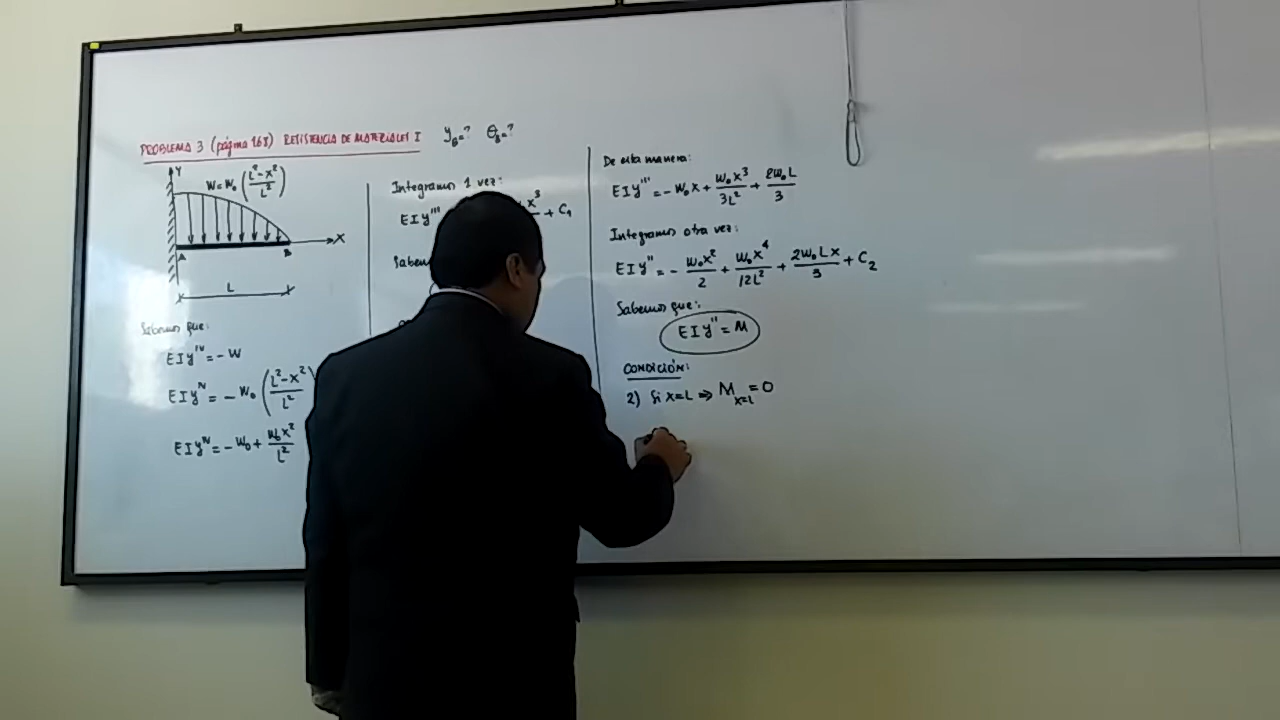 PROBLEMA 3 (página 168) RESISTENCIA DE MATERIALES I y_B=? θ_B=?
Y
W=W₀((L²-x²)/L²)
X
A B
L
Sabemos que:
EIy^IV = -W
EIy^IV = -W₀((L²-x²)/L²
EIy^IV = -W₀ + W₀x²/L²
Integramos 1 vez:
EIy''' x³ + C₁
De esta manera:
EIy''' = -W₀x + W₀x³/3L² + 2W₀L/3
Integramos otra vez:
EIy'' = - W₀x²/2 + W₀x⁴/12L² + 2W₀Lx/3 + C₂
Sabemos que:
EIy'' = M
CONDICIÓN:
2) Si x=L ⇒ M_{x=L} = 0